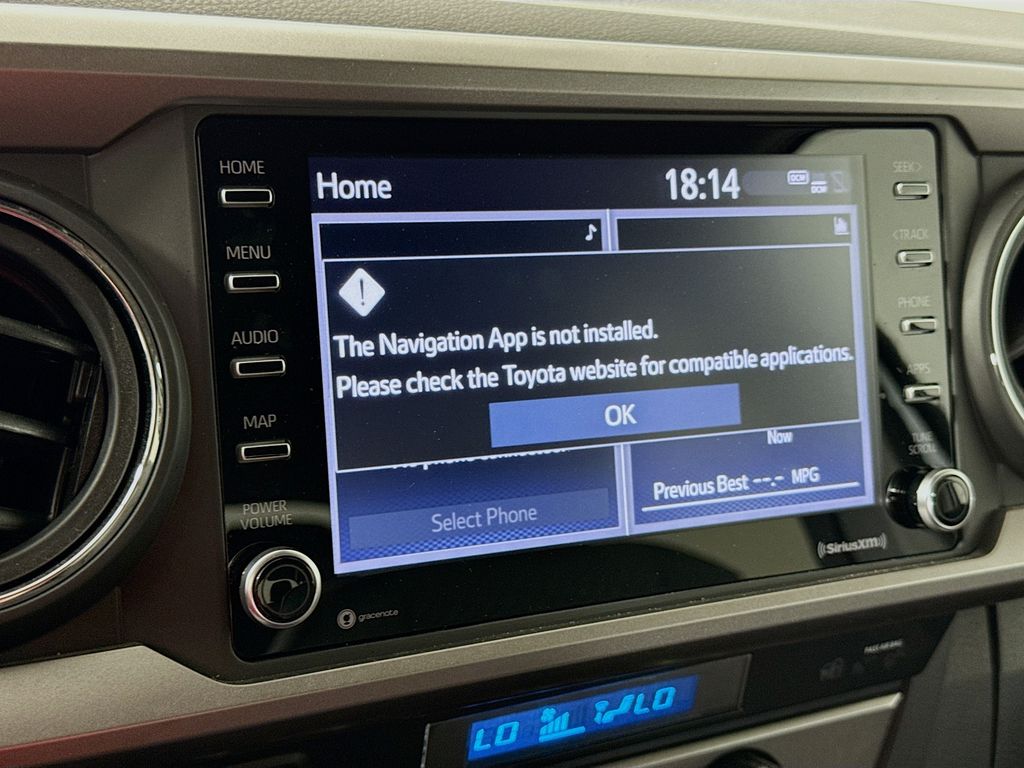 HOME
MENU
AUDIO
MAP
POWER
VOLUME
Home
18:14
DCM
DCM
The Navigation App is not installed.
Please check the Toyota website for compatible applications.
OK
Select Phone
Now
Previous Best --.- MPG
SEEK>
<TRACK
PHONE
APPS
TUNE
SCROLL
gracenote
SiriusXM
LO
LO